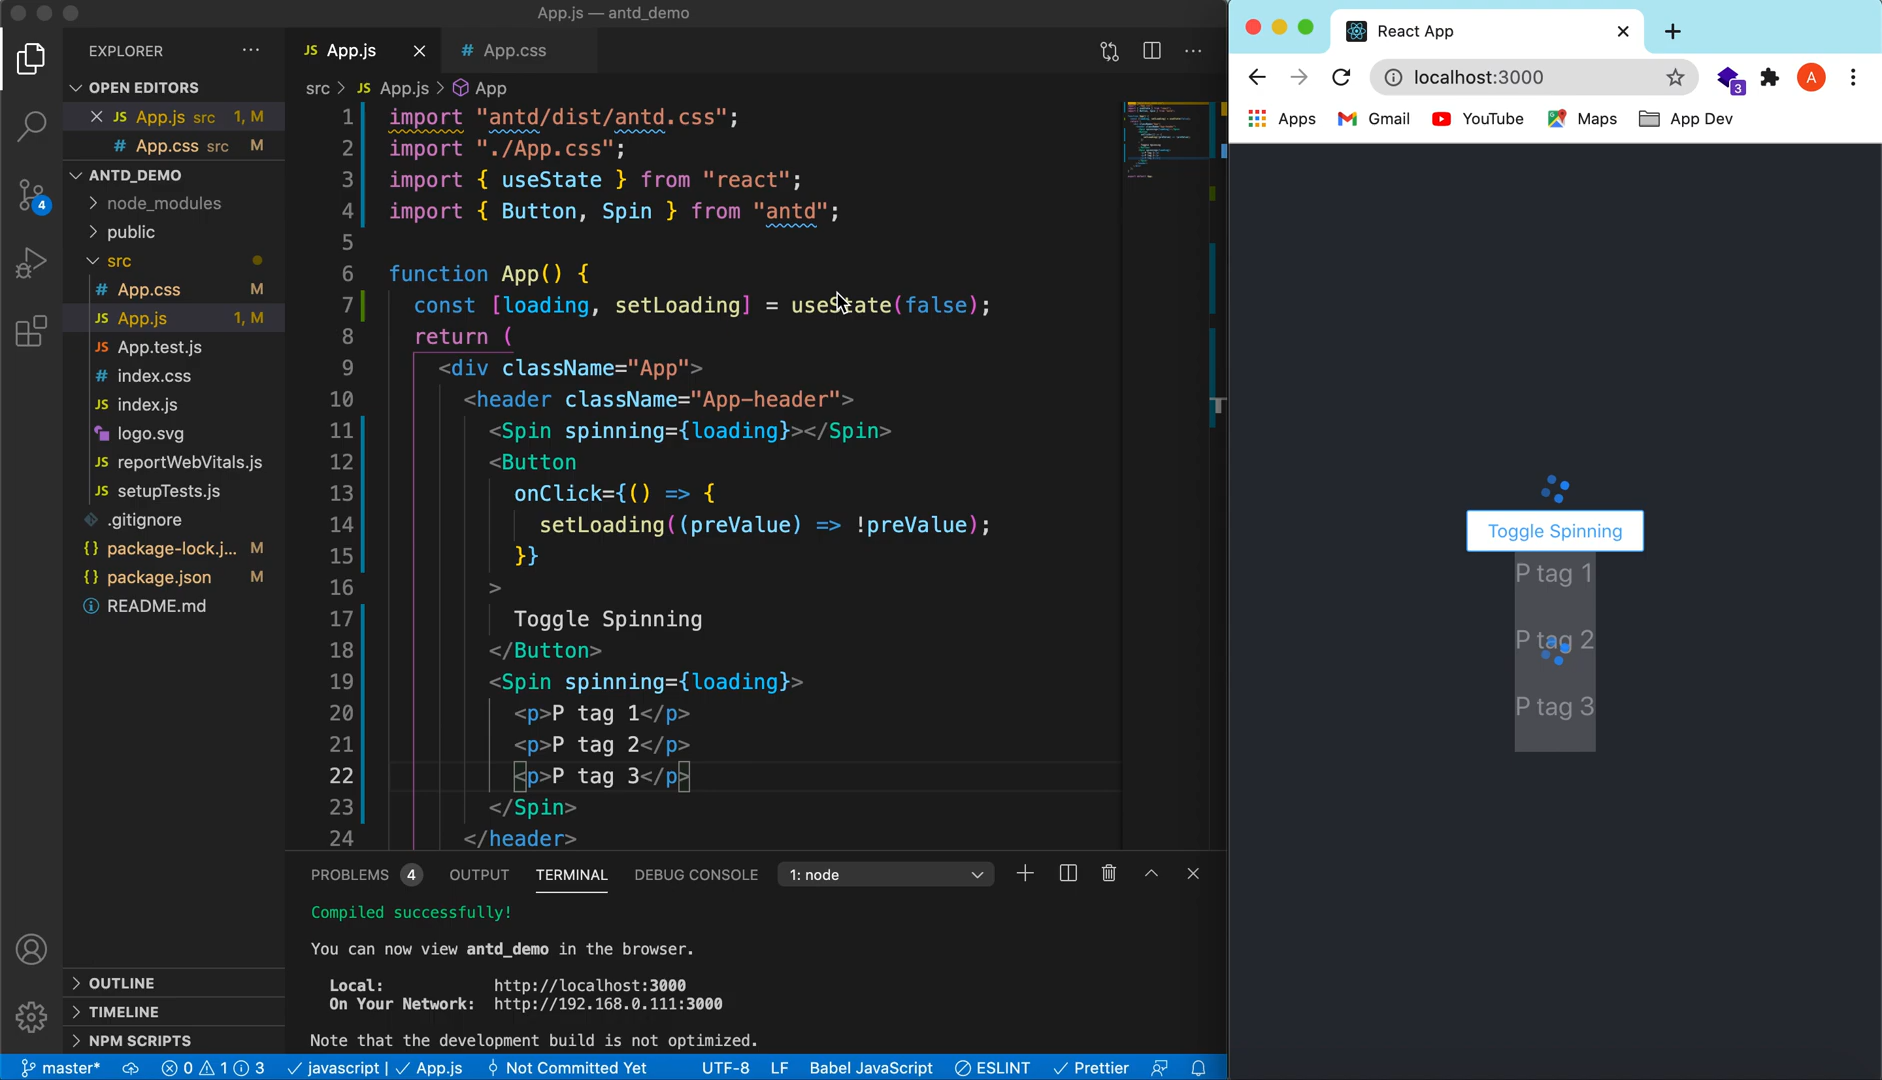 App.js — antd_demo
EXPLORER
OPEN EDITORS
JS App.js src 1, M
# App.css src M
ANTD_DEMO
node_modules
public
src
# App.css M
JS App.js 1, M
JS App.test.js
# index.css
JS index.js
logo.svg
JS reportWebVitals.js
JS setupTests.js
.gitignore
{} package-lock.j... M
{} package.json M
README.md
OUTLINE
TIMELINE
NPM SCRIPTS
4
JS App.js
# App.css
src > JS App.js > App
1 import "antd/dist/antd.css";
2 import "./App.css";
3 import { useState } from "react";
4 import { Button, Spin } from "antd";
5
6 function App() {
7 const [loading, setLoading] = useState(false);
8 return (
9 <div className="App">
10 <header className="App-header">
11 <Spin spinning={loading}></Spin>
12 <Button
13 onClick={() => {
14 setLoading((preValue) => !preValue);
15 }}
16 >
17 Toggle Spinning
18 </Button>
19 <Spin spinning={loading}>
20 <p>P tag 1</p>
21 <p>P tag 2</p>
22 <p>P tag 3</p>
23 </Spin>
24 </header>
PROBLEMS 4 OUTPUT TERMINAL DEBUG CONSOLE 1: node
Compiled successfully!
You can now view antd_demo in the browser.
Local: http://localhost:3000
On Your Network: http://192.168.0.111:3000
Note that the development build is not optimized.
master* 0 1 3 javascript | App.js Not Committed Yet UTF-8 LF Babel JavaScript ESLINT Prettier
React App
localhost:3000
3
A
Apps Gmail YouTube Maps App Dev
Toggle Spinning
P tag 1
P tag 2
P tag 3